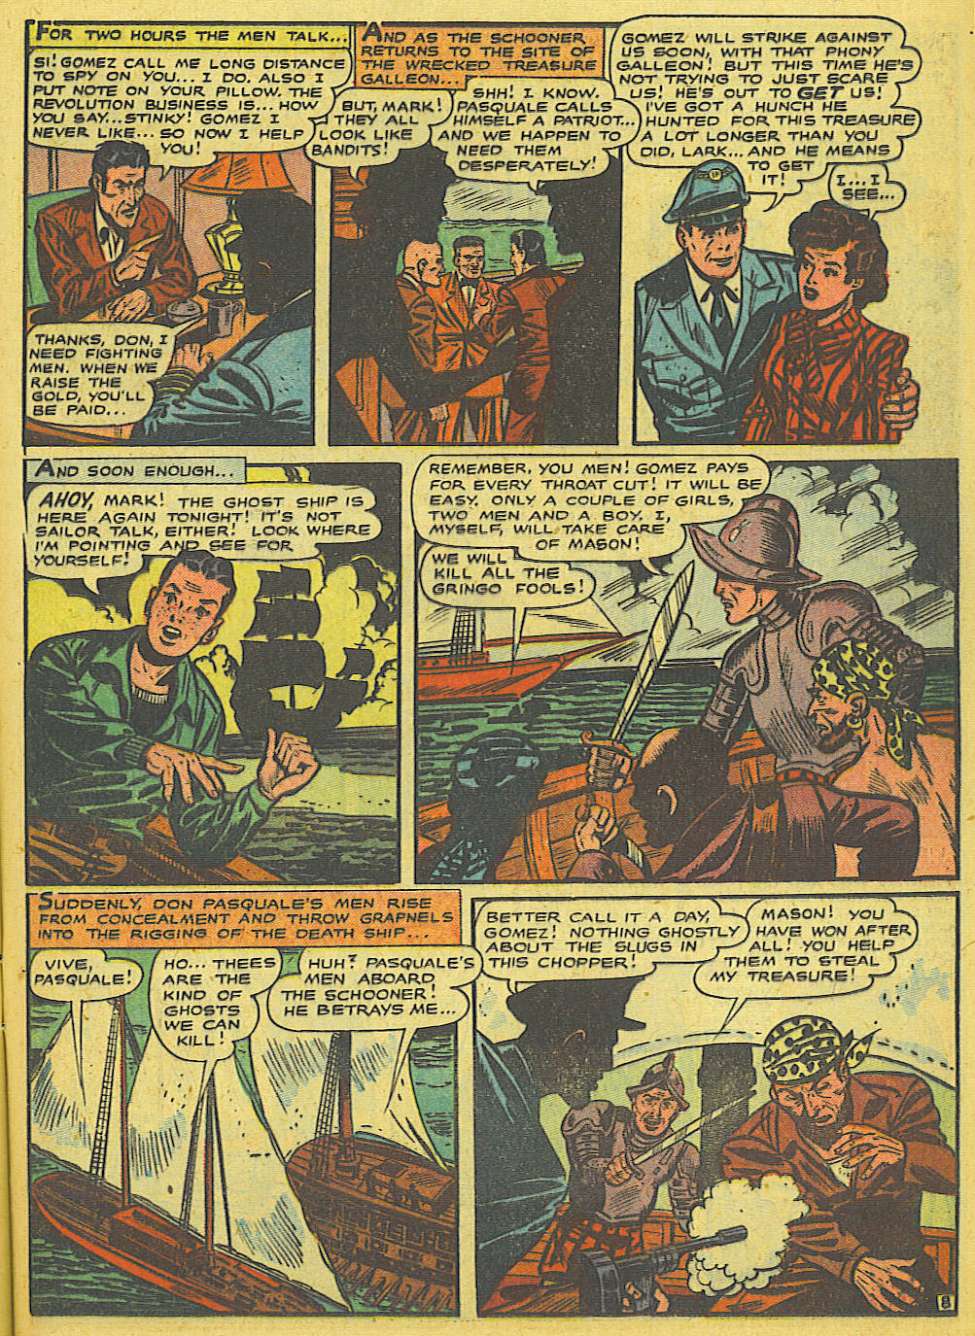 FOR TWO HOURS THE MEN TALK...
SI! GOMEZ CALL ME LONG DISTANCE
TO SPY ON YOU... I DO. ALSO I
PUT NOTE ON YOUR PILLOW. THE
REVOLUTION BUSINESS IS... HOW
YOU SAY... STINKY! GOMEZ I
NEVER LIKE... SO NOW I HELP
YOU!
THANKS, DON, I
NEED FIGHTING
MEN. WHEN WE
RAISE THE
GOLD, YOU'LL
BE PAID...
AND AS THE SCHOONER
RETURNS TO THE SITE OF
THE WRECKED TREASURE
GALLEON...
BUT, MARK!
THEY ALL
LOOK LIKE
BANDITS!
SHH! I KNOW.
PASQUALE CALLS
HIMSELF A PATRIOT...
AND WE HAPPEN TO
NEED THEM
DESPERATELY!
GOMEZ WILL STRIKE AGAINST
US SOON, WITH THAT PHONY
GALLEON! BUT THIS TIME HE'S
NOT TRYING TO JUST SCARE
US! HE'S OUT TO GET US!
I'VE GOT A HUNCH HE
HUNTED FOR THIS TREASURE
A LOT LONGER THAN YOU
DID, LARK... AND HE MEANS
TO GET
IT!
I... I
SEE...
AND SOON ENOUGH...
AHOY, MARK! THE GHOST SHIP IS
HERE AGAIN TONIGHT! IT'S NOT
SAILOR TALK, EITHER! LOOK WHERE
I'M POINTING AND SEE FOR
YOURSELF!
REMEMBER, YOU MEN! GOMEZ PAYS
FOR EVERY THROAT CUT! IT WILL BE
EASY. ONLY A COUPLE OF GIRLS,
TWO MEN AND A BOY. I,
MYSELF, WILL TAKE CARE
OF MASON!
WE WILL
KILL ALL THE
GRINGO FOOLS!
SUDDENLY, DON PASQUALE'S MEN RISE
FROM CONCEALMENT AND THROW GRAPNELS
INTO THE RIGGING OF THE DEATH SHIP...
VIVE,
PASQUALE!
HO... THEES
ARE THE
KIND OF
GHOSTS
WE CAN
KILL!
HUH? PASQUALE'S
MEN ABOARD
THE SCHOONER!
HE BETRAYS ME...
BETTER CALL IT A DAY,
GOMEZ! NOTHING GHOSTLY
ABOUT THE SLUGS IN
THIS CHOPPER!
MASON! YOU
HAVE WON AFTER
ALL! YOU HELP
THEM TO STEAL
MY TREASURE!
8